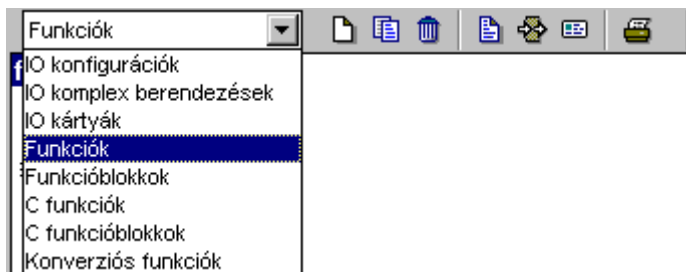 Funkciók
IO konfigurációk
IO komplex berendezések
IO kártyák
Funkciók
Funkcióblokkok
C funkciók
C funkcióblokkok
Konverziós funkciók